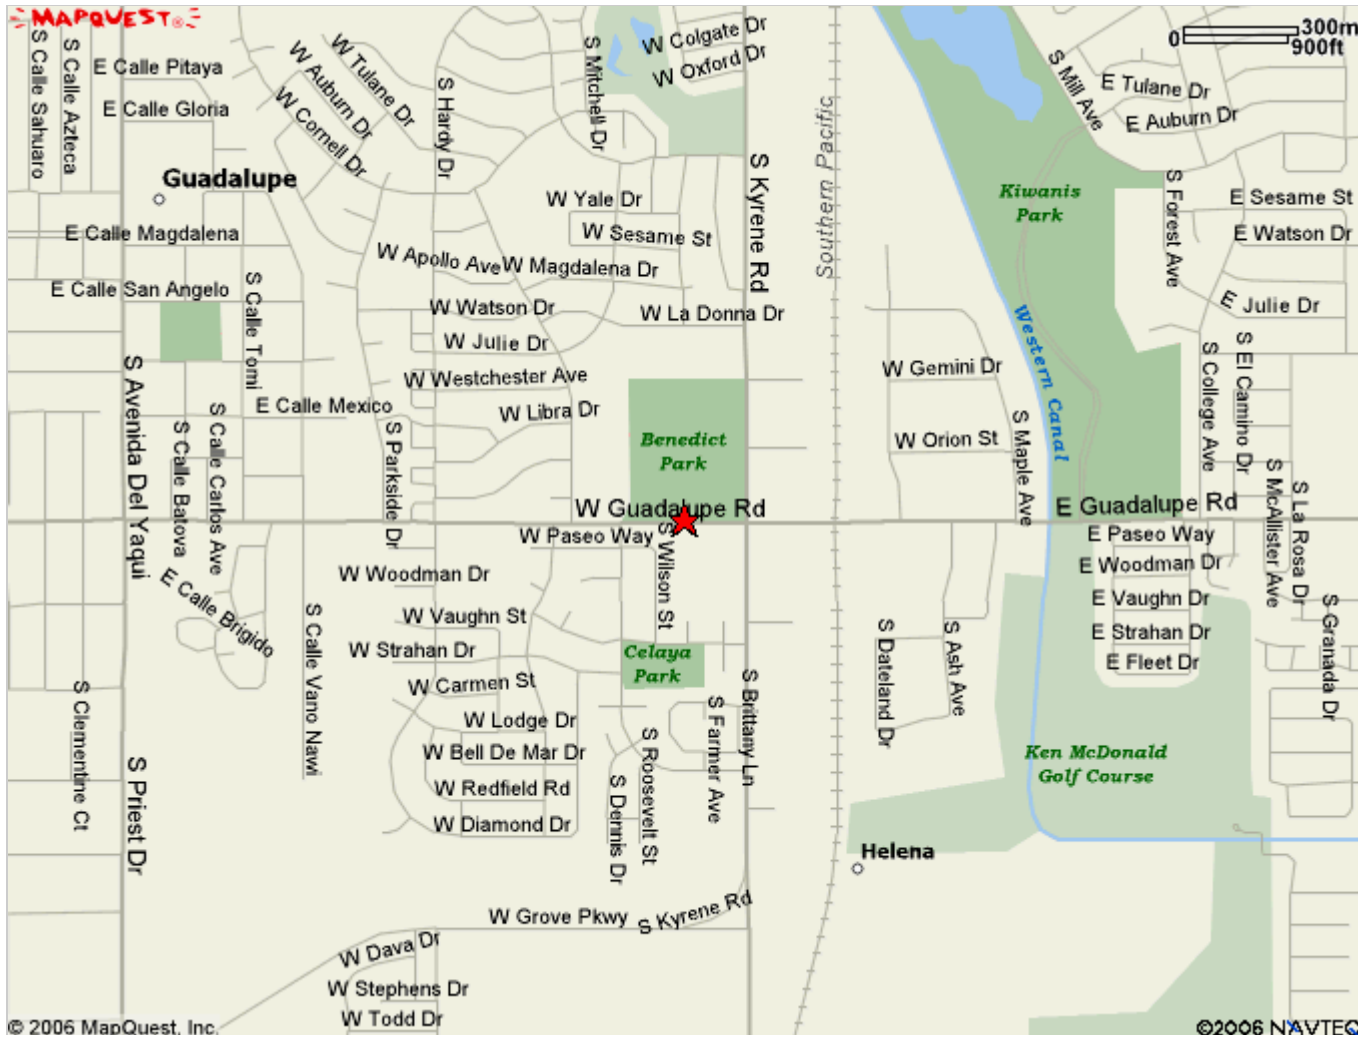 MAPQUEST®
300m
0
900ft
S Calle Sahuaro
S Calle Azteca
E Calle Pitaya
E Calle Gloria
W Auburn Dr
W Tulane Dr
W Cornell Dr
S Hardy Dr
S Mitchell Dr
W Colgate Dr
W Oxford Dr
S Mill Ave
E Tulane Dr
E Auburn Dr
Southern Pacific
S Kyrene Rd
Guadalupe
W Yale Dr
Kiwanis
Park
S Forest Ave
E Sesame St
E Calle Magdalena
W Sesame St
E Watson Dr
W Apollo Ave
W Magdalena Dr
E Calle San Angelo
S Calle Tomi
W Watson Dr
W La Donna Dr
E Julie Dr
W Julie Dr
Western Canal
S College Ave
S El Camino Dr
S Avenida Del Yaqui
W Westchester Ave
W Gemini Dr
E Calle Mexico
W Libra Dr
S Calle Batova
S Calle Carlos Ave
S Parkside Dr
Benedict
Park
W Orion St
S Maple Ave
S McAllister Ave
S La Rosa Dr
W Guadalupe Rd
E Guadalupe Rd
W Paseo Way
S Wilson St
E Paseo Way
W Woodman Dr
E Woodman Dr
E Calle Brigido
S Calle Vano Nawi
W Vaughn St
E Vaughn Dr
S Granada Dr
W Strahan Dr
Celaya
Park
S Dateland Dr
S Ash Ave
E Strahan Dr
E Fleet Dr
W Carmen St
S Clementine Ct
W Lodge Dr
S Farmer Ave
S Brittany Ln
W Bell De Mar Dr
S Roosevelt St
Ken McDonald
Golf Course
S Priest Dr
W Redfield Rd
S Dennis Dr
W Diamond Dr
Helena
W Grove Pkwy
S Kyrene Rd
W Dava Dr
W Stephens Dr
W Todd Dr
© 2006 MapQuest, Inc.
©2006 NAVTEQ